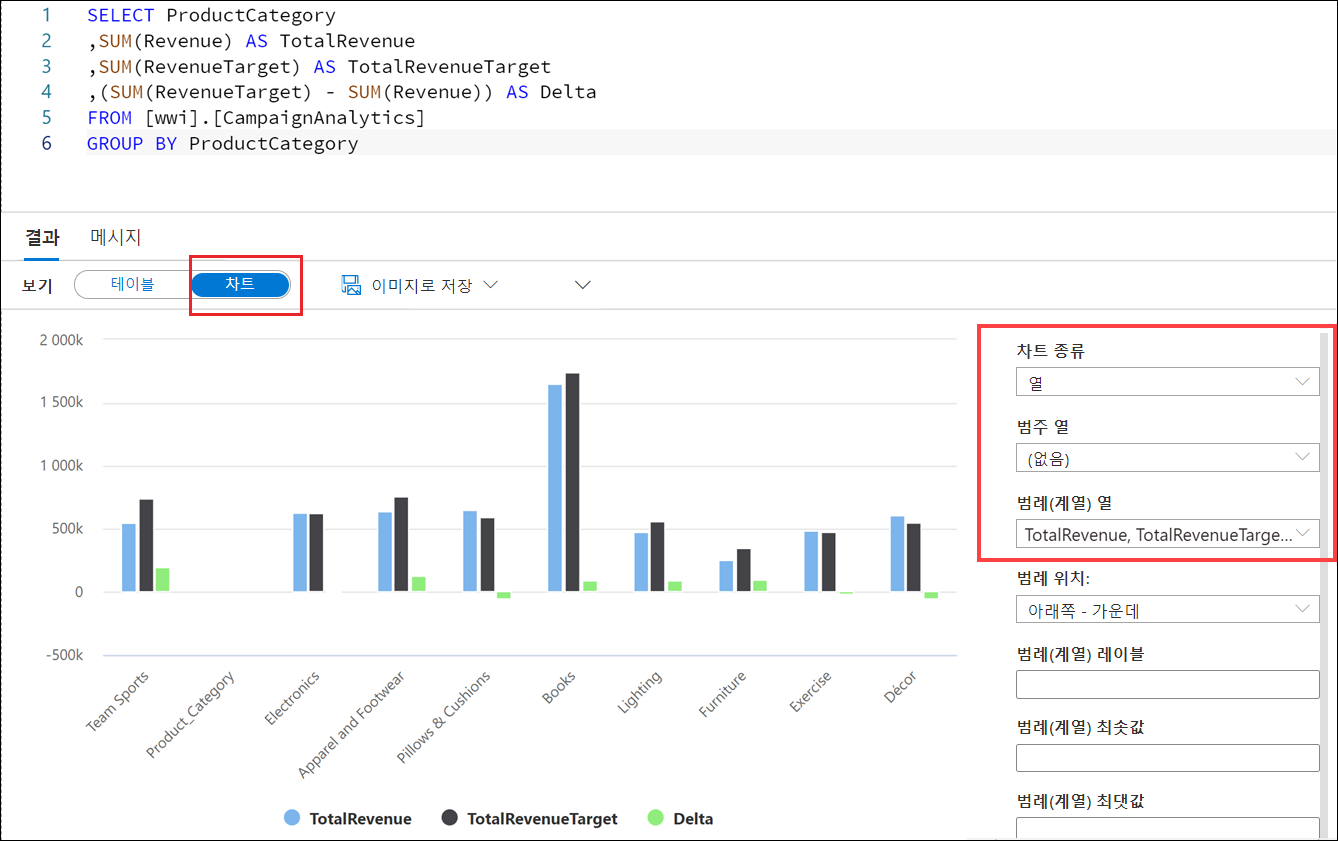 1 SELECT ProductCategory
2 ,SUM(Revenue) AS TotalRevenue
3 ,SUM(RevenueTarget) AS TotalRevenueTarget
4 ,(SUM(RevenueTarget) - SUM(Revenue)) AS Delta
5 FROM [wwi].[CampaignAnalytics]
6 GROUP BY ProductCategory
결과 메시지
보기 테이블 차트 이미지로 저장
2 000k
1 500k
1 000k
500k
0
-500k
Team Sports
Product_Category
Electronics
Apparel and Footwear
Pillows & Cushions
Books
Lighting
Furniture
Exercise
Décor
TotalRevenue TotalRevenueTarget Delta
차트 종류
열
범주 열
(없음)
범례(계열) 열
TotalRevenue, TotalRevenueTarge...
범례 위치:
아래쪽 - 가운데
범례(계열) 레이블
범례(계열) 최솟값
범례(계열) 최댓값